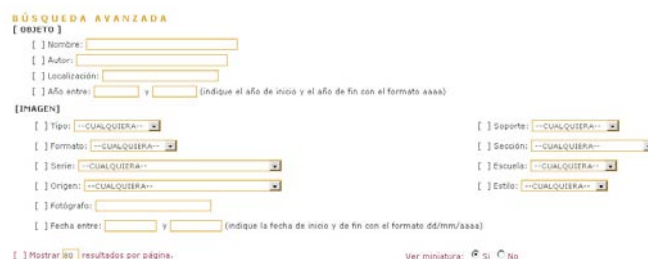 BÚSQUEDA AVANZADA
[ OBJETO ]
[ ] Nombre:
[ ] Autor:
[ ] Localización:
[ ] Año entre: y (indique el año de inicio y el año de fin con el formato aaaa)
[IMAGEN]
[ ] Tipo: --CUALQUIERA-- [ ] Soporte: --CUALQUIERA--
[ ] Formato: --CUALQUIERA-- [ ] Sección: --CUALQUIERA--
[ ] Serie: --CUALQUIERA-- [ ] Escuela: --CUALQUIERA--
[ ] Origen: --CUALQUIERA-- [ ] Estilo: --CUALQUIERA--
[ ] Fotógrafo:
[ ] Fecha entre: y (indique la fecha de inicio y de fin con el formato dd/mm/aaaa)
[ ] Mostrar resultados por página. Ver miniatura: Si No